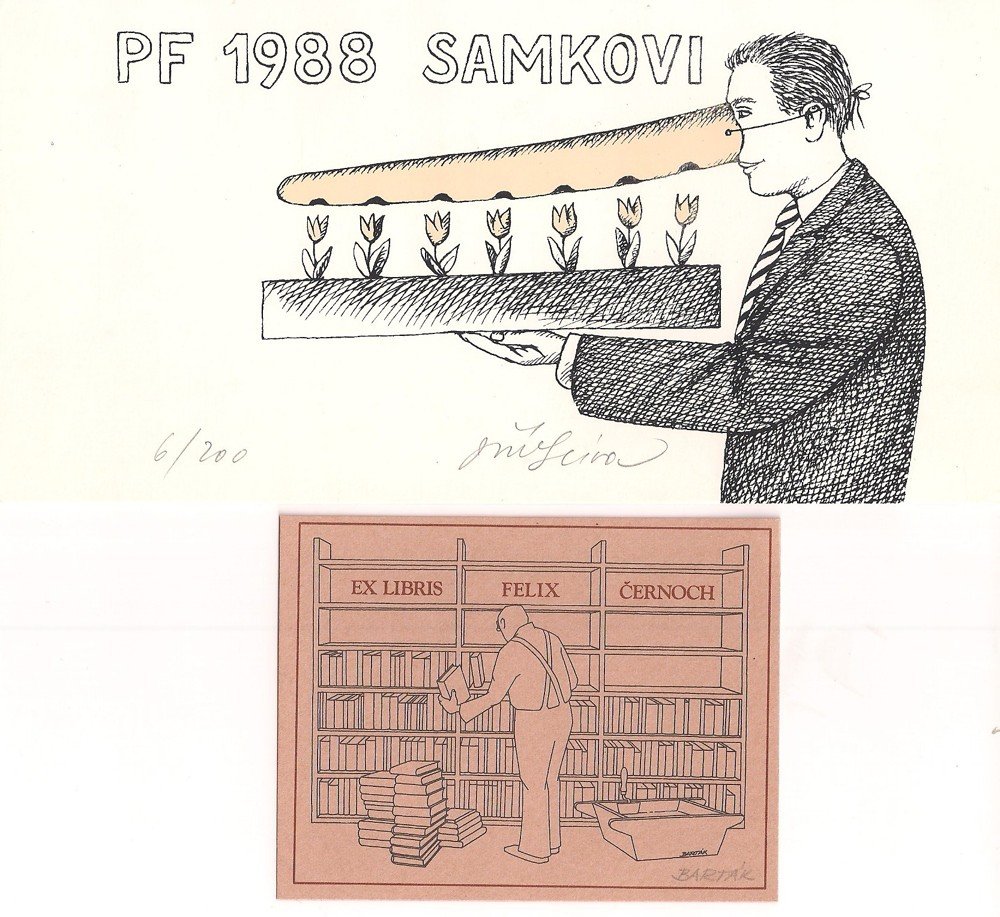 PF 1988 SAMKOVI
6/200
EX LIBRIS FELIX ČERNOCH
BARTÁK
BARTÁK